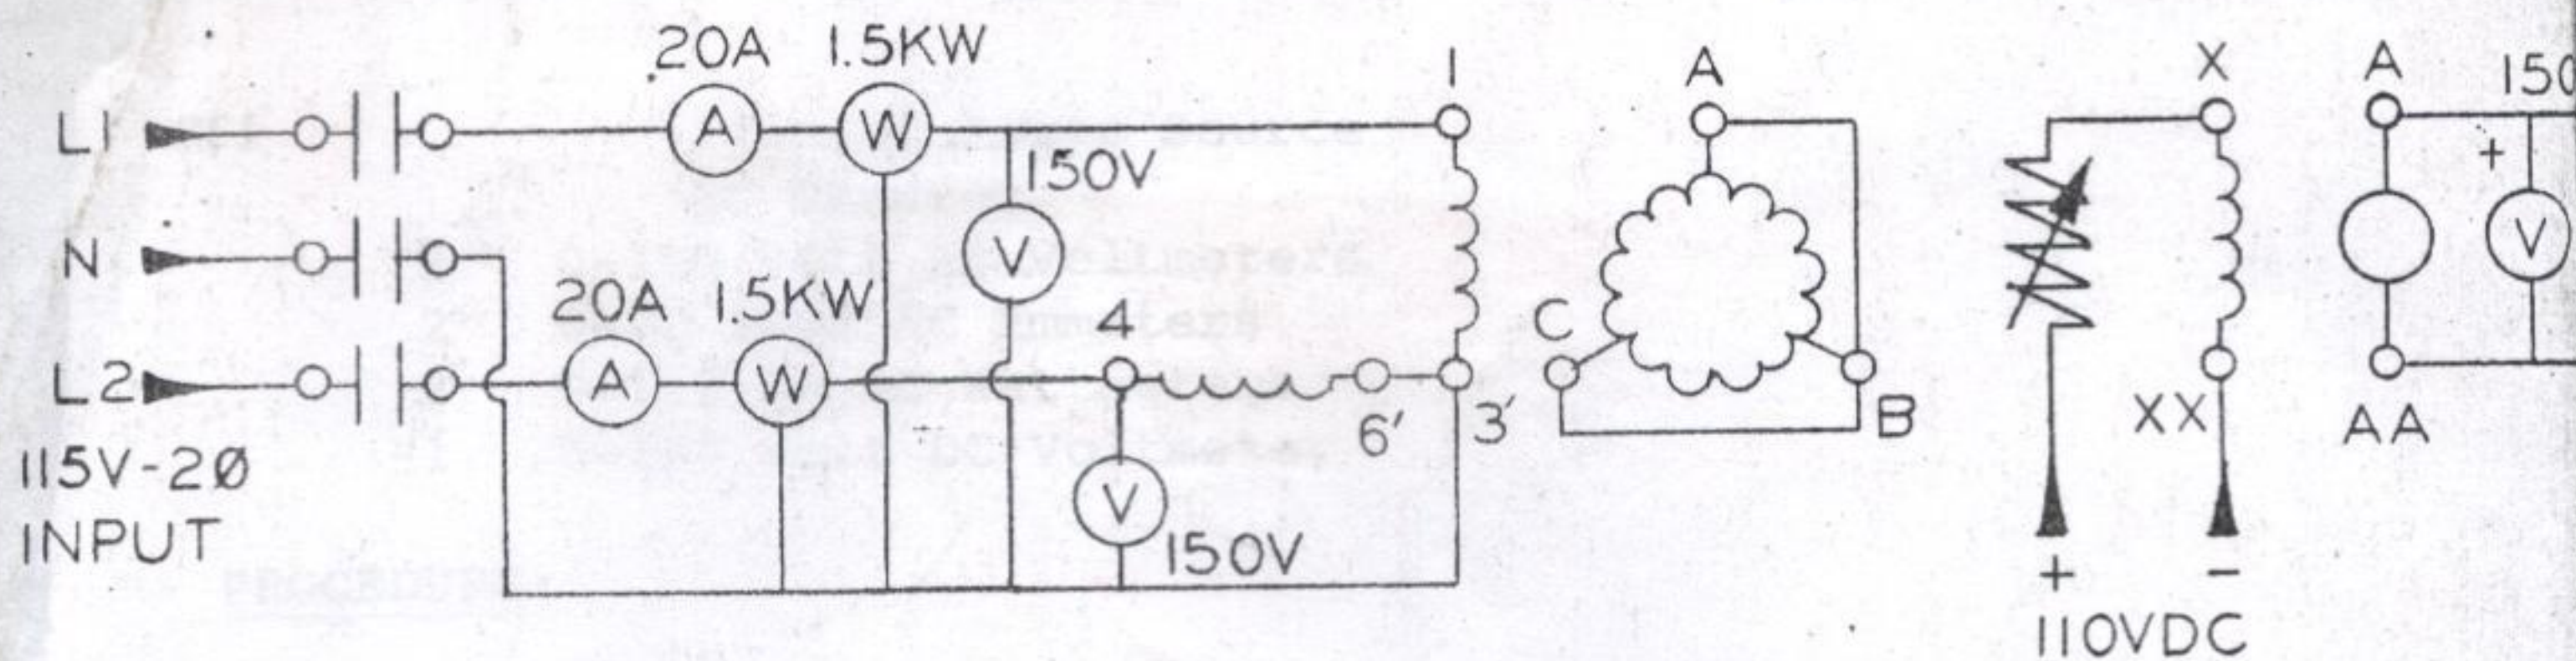 20A 1.5KW
L1
A W
1
150V
V
N
20A 1.5KW
L2
A W
4
6' 3'
V
150V
115V-2Ø
INPUT
A
C
B
X
XX
+ -
110VDC
A
150
+
V
AA
PROCEDURE